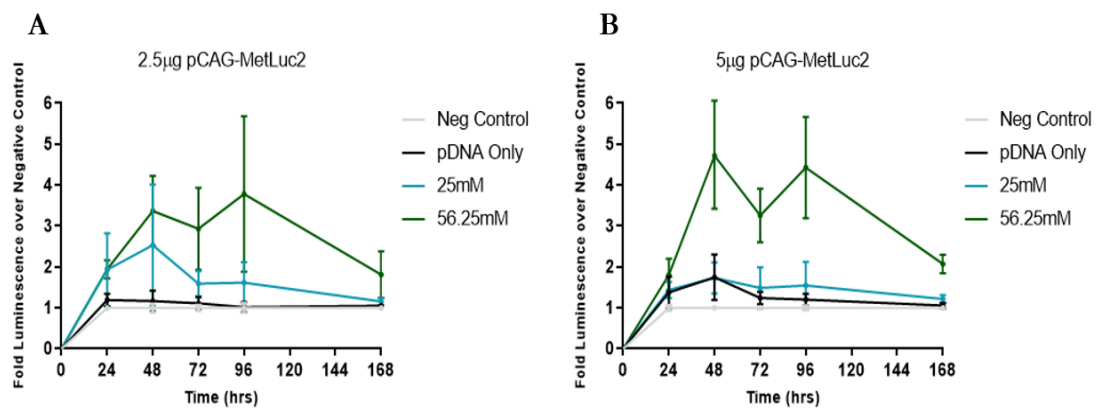 A
2.5µg pCAG-MetLuc2
Fold Luminescence over Negative Control
6
5
4
3
2
1
0
0 24 48 72 96 120 144 168
Time (hrs)
Neg Control
pDNA Only
25mM
56.25mM
B
5µg pCAG-MetLuc2
Fold Luminescence over Negative Control
6
5
4
3
2
1
0
0 24 48 72 96 120 144 168
Time (hrs)
Neg Control
pDNA Only
25mM
56.25mM